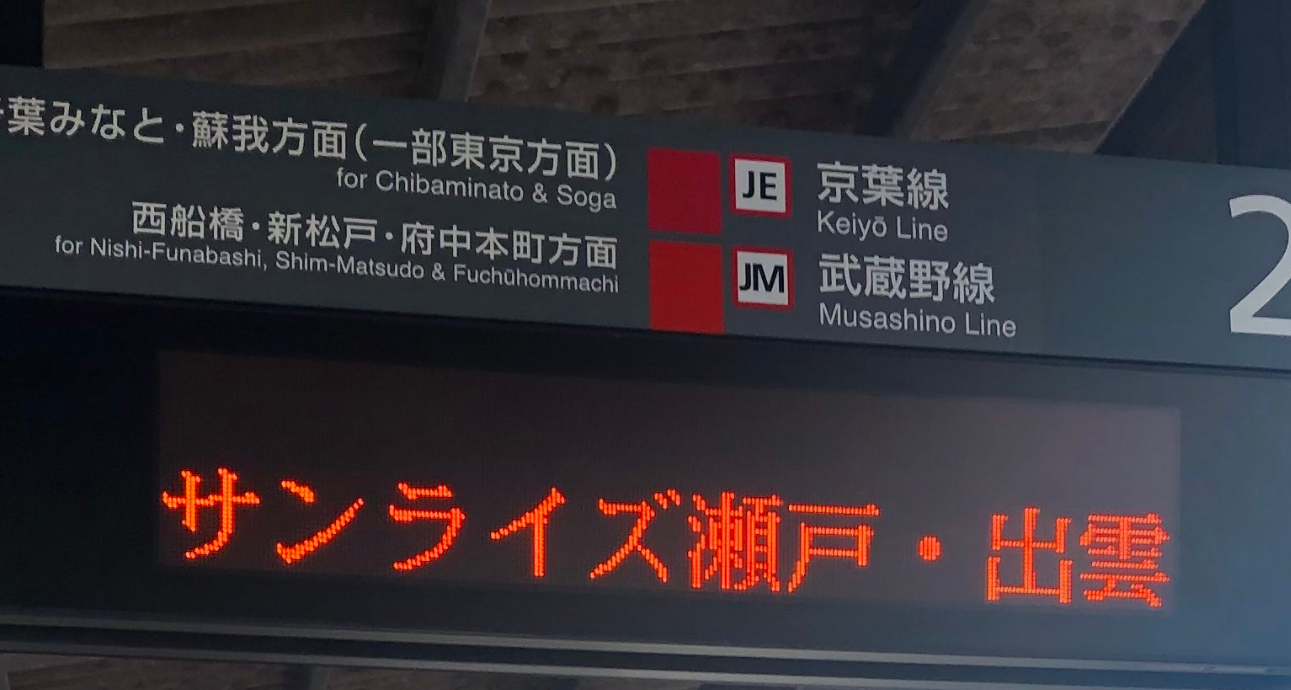 葉みなと・蘇我方面(一部東京方面)
for Chibaminato & Soga
JE 京葉線
Keiyō Line
西船橋・新松戸・府中本町方面
for Nishi-Funabashi, Shim-Matsudo & Fuchūhommachi
JM 武蔵野線
Musashino Line
2
サンライズ瀬戸・出雲